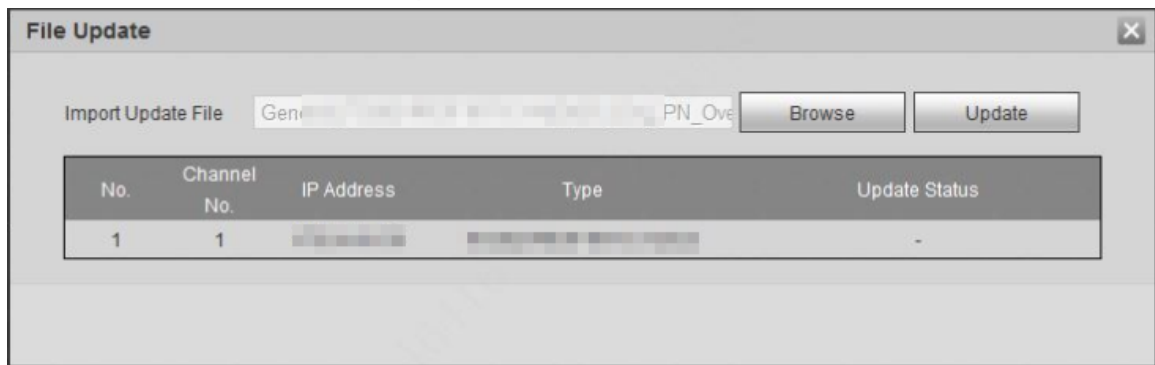 File Update
Import Update File Gen PN_Ove Browse Update
No. Channel No. IP Address Type Update Status
1 1 -